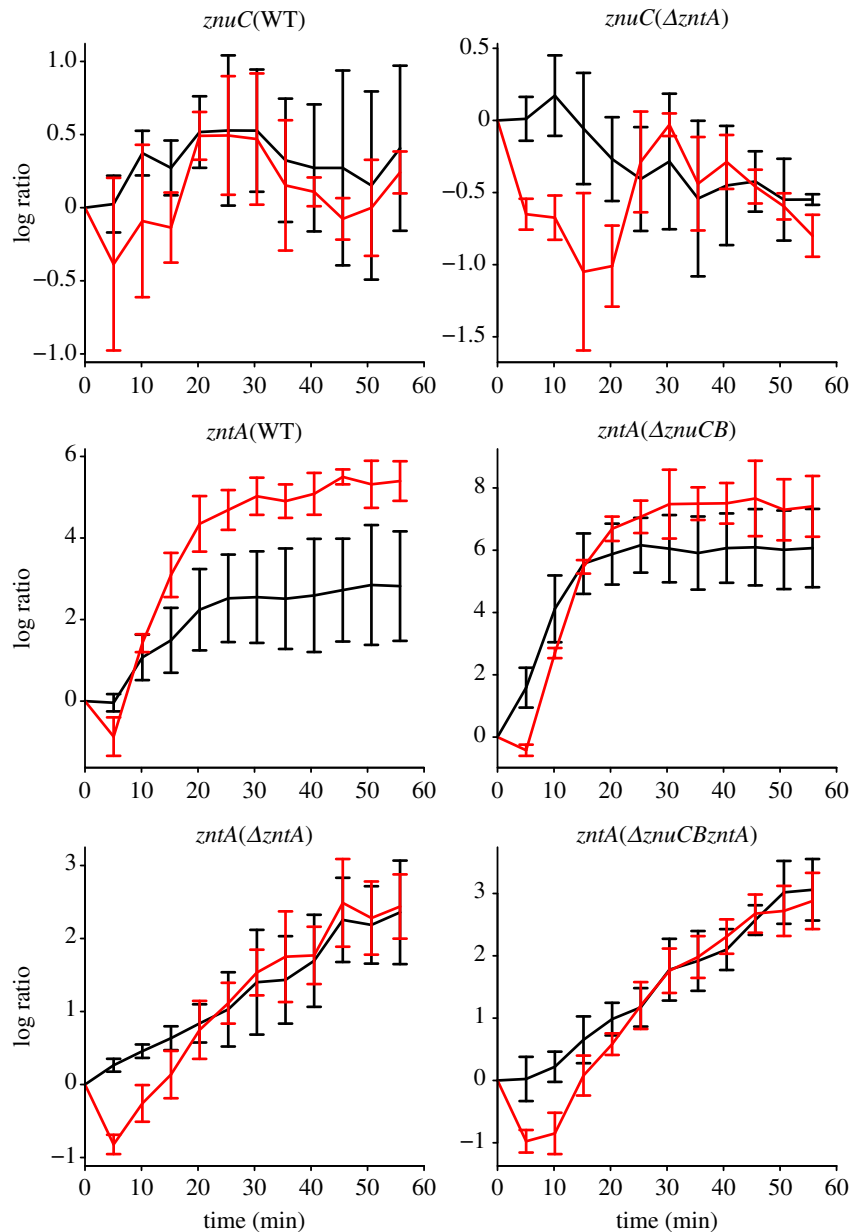 znuC(WT)
1.0
0.5
0
−0.5
−1.0
log ratio
0 10 20 30 40 50 60
znuC(ΔzntA)
0.5
0
−0.5
−1.0
−1.5
0 10 20 30 40 50 60
zntA(WT)
6
4
2
0
log ratio
0 10 20 30 40 50 60
zntA(ΔznuCB)
8
6
4
2
0
0 10 20 30 40 50 60
zntA(ΔzntA)
3
2
1
0
−1
log ratio
0 10 20 30 40 50 60
time (min)
zntA(ΔznuCBzntA)
3
2
1
0
−1
0 10 20 30 40 50 60
time (min)